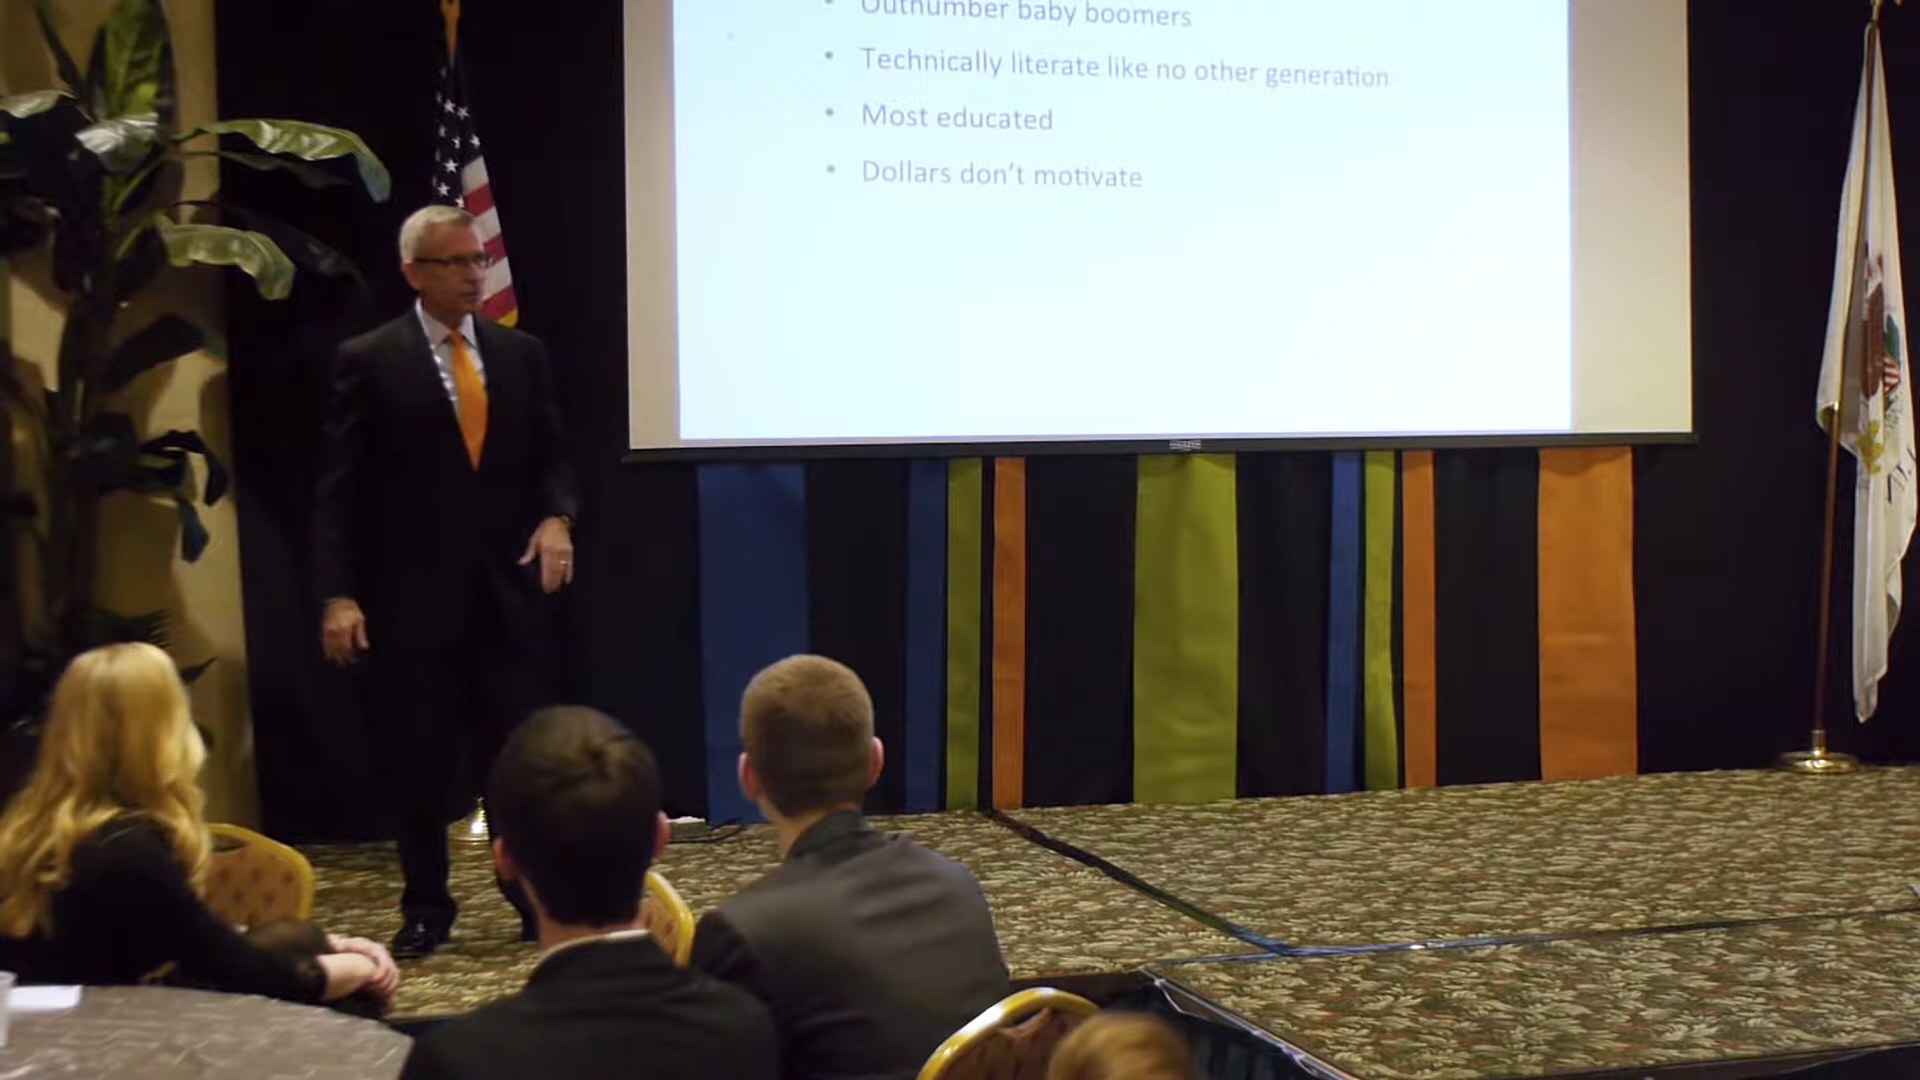 Outnumber baby boomers
• Technically literate like no other generation
• Most educated
• Dollars don't motivate